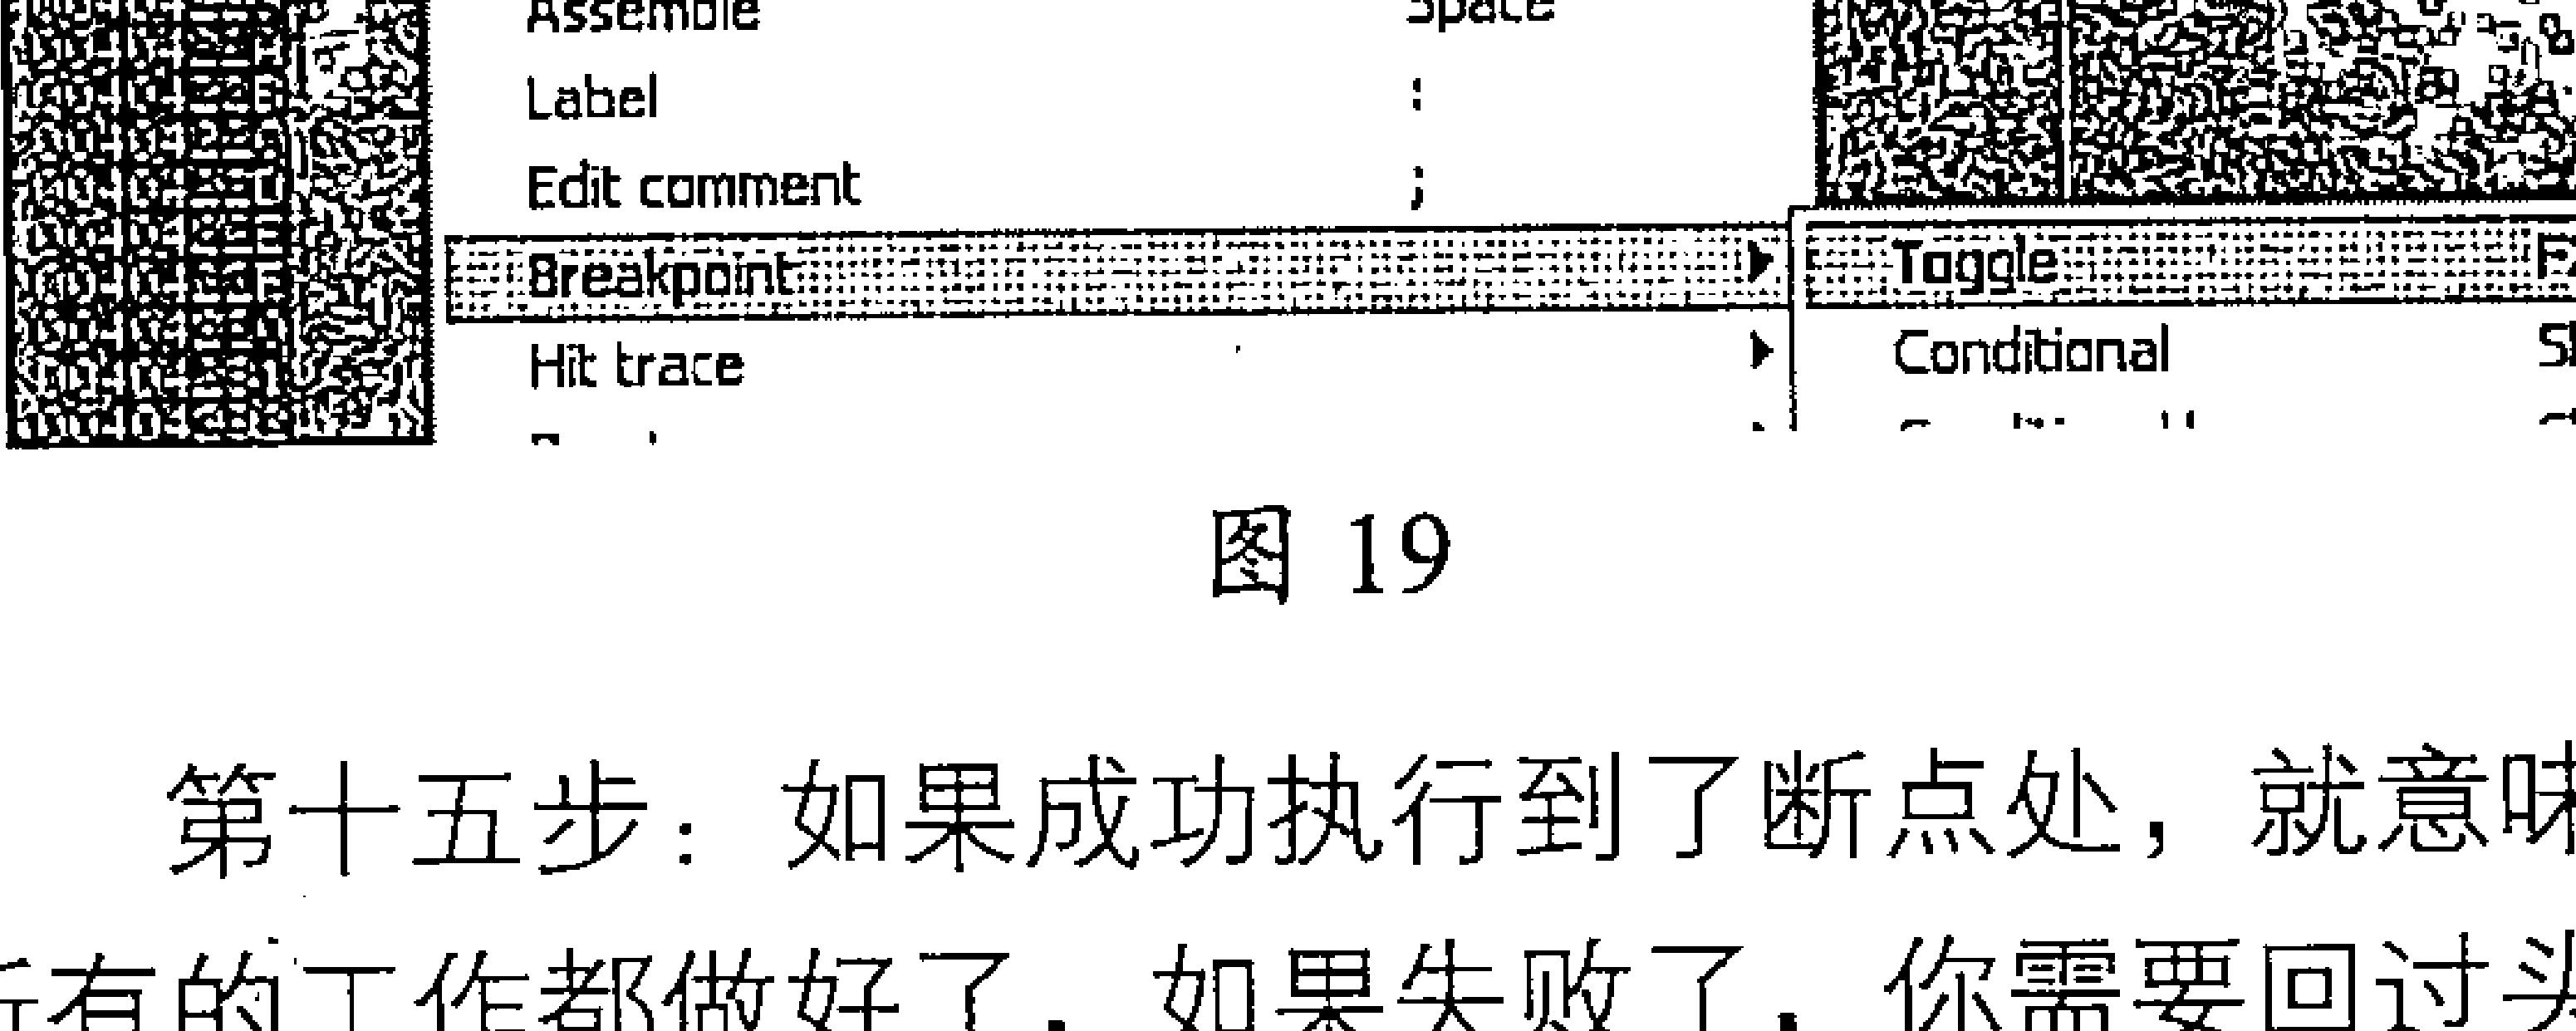 Assemble Space
Label :
Edit comment ;
Breakpoint Toggle
Hit trace Conditional
图 19
第十五步：如果成功执行到了断点处，就意味
所有的工作都做好了，如果失败了，你需要回过头